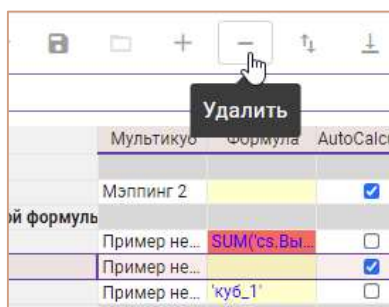 Удалить
Мультикуб Формула AutoCalc
Мэппинг 2
ой формуль
Пример не... SUM('cs.Вы...
Пример не...
Пример не... 'куб_1'